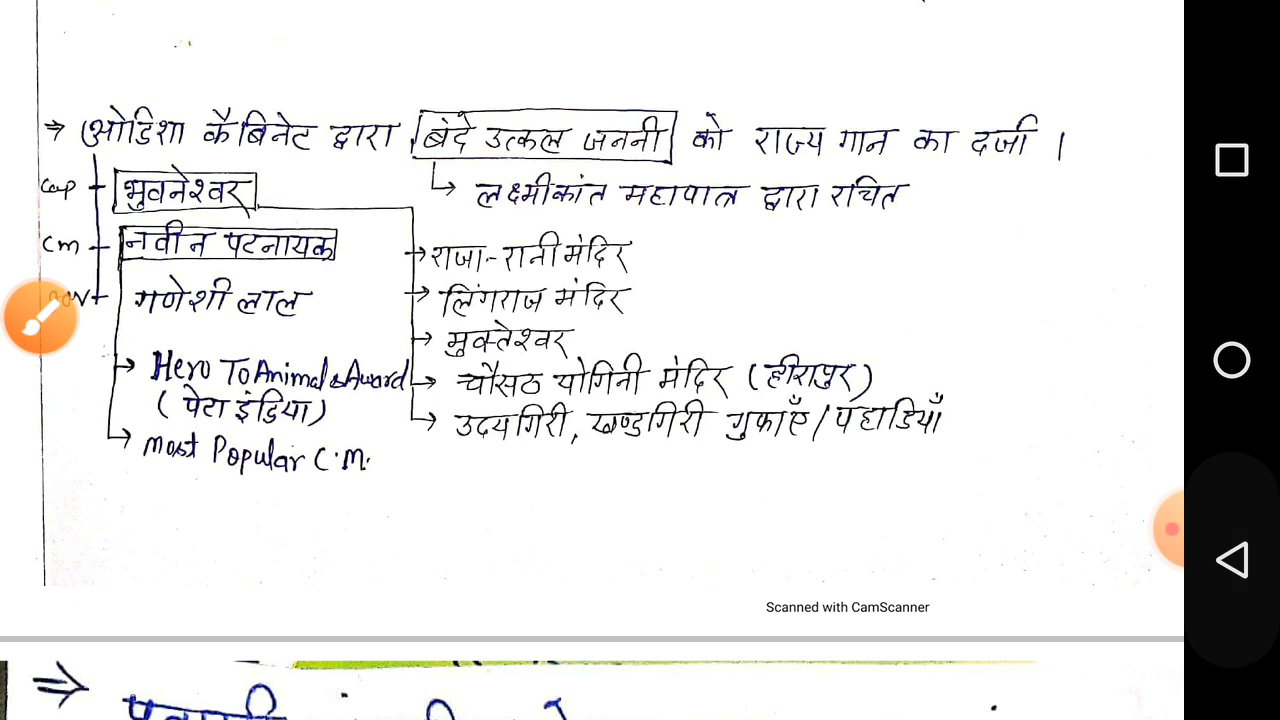 ⇒ ओडिशा कैबिनेट द्वारा बंदे उत्कल जननी को राज्य गान का दर्जा ।
↳ लक्ष्मीकांत महापात्र द्वारा रचित
Cap - भुवनेश्वर
Cm - नवीन पटनायक
गणेशी लाल
→ राजा-रानी मंदिर
→ लिंगराज मंदिर
→ मुक्तेश्वर
→ चौसठ योगिनी मंदिर (हीरापुर)
→ उदयगिरी, खण्डगिरी गुफाएँ / पहाडियाँ
→ Hero To Animals Award
(पेटा इंडिया)
→ Most Popular C.M.
Scanned with CamScanner
⇒